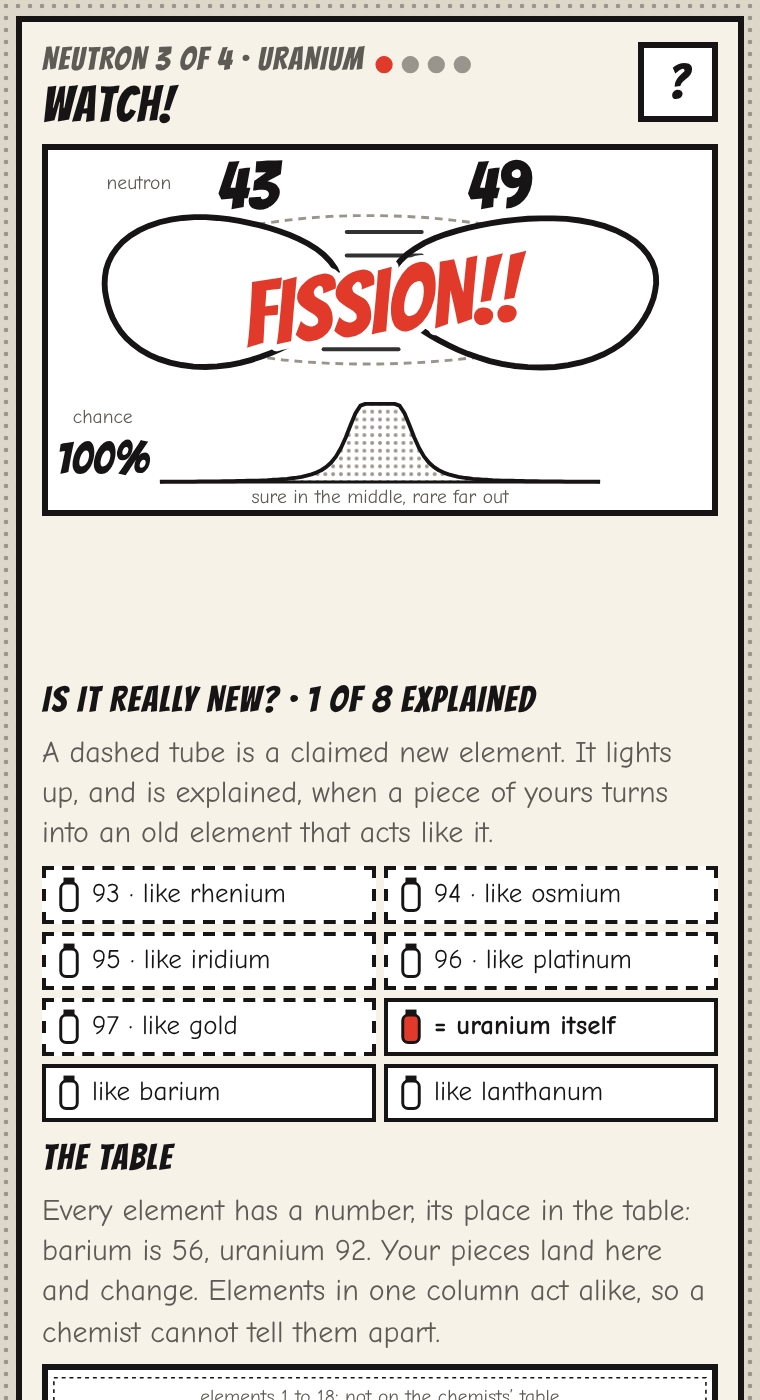 NEUTRON 3 OF 4 · URANIUM
WATCH!
?
neutron
43
49
FISSION!!
chance
100%
sure in the middle, rare far out
IS IT REALLY NEW? · 1 OF 8 EXPLAINED
A dashed tube is a claimed new element. It lights
up, and is explained, when a piece of yours turns
into an old element that acts like it.
93 · like rhenium
94 · like osmium
95 · like iridium
96 · like platinum
97 · like gold
= uranium itself
like barium
like lanthanum
THE TABLE
Every element has a number, its place in the table:
barium is 56, uranium 92. Your pieces land here
and change. Elements in one column act alike, so a
chemist cannot tell them apart.
elements 1 to 18: not on the chemists' table